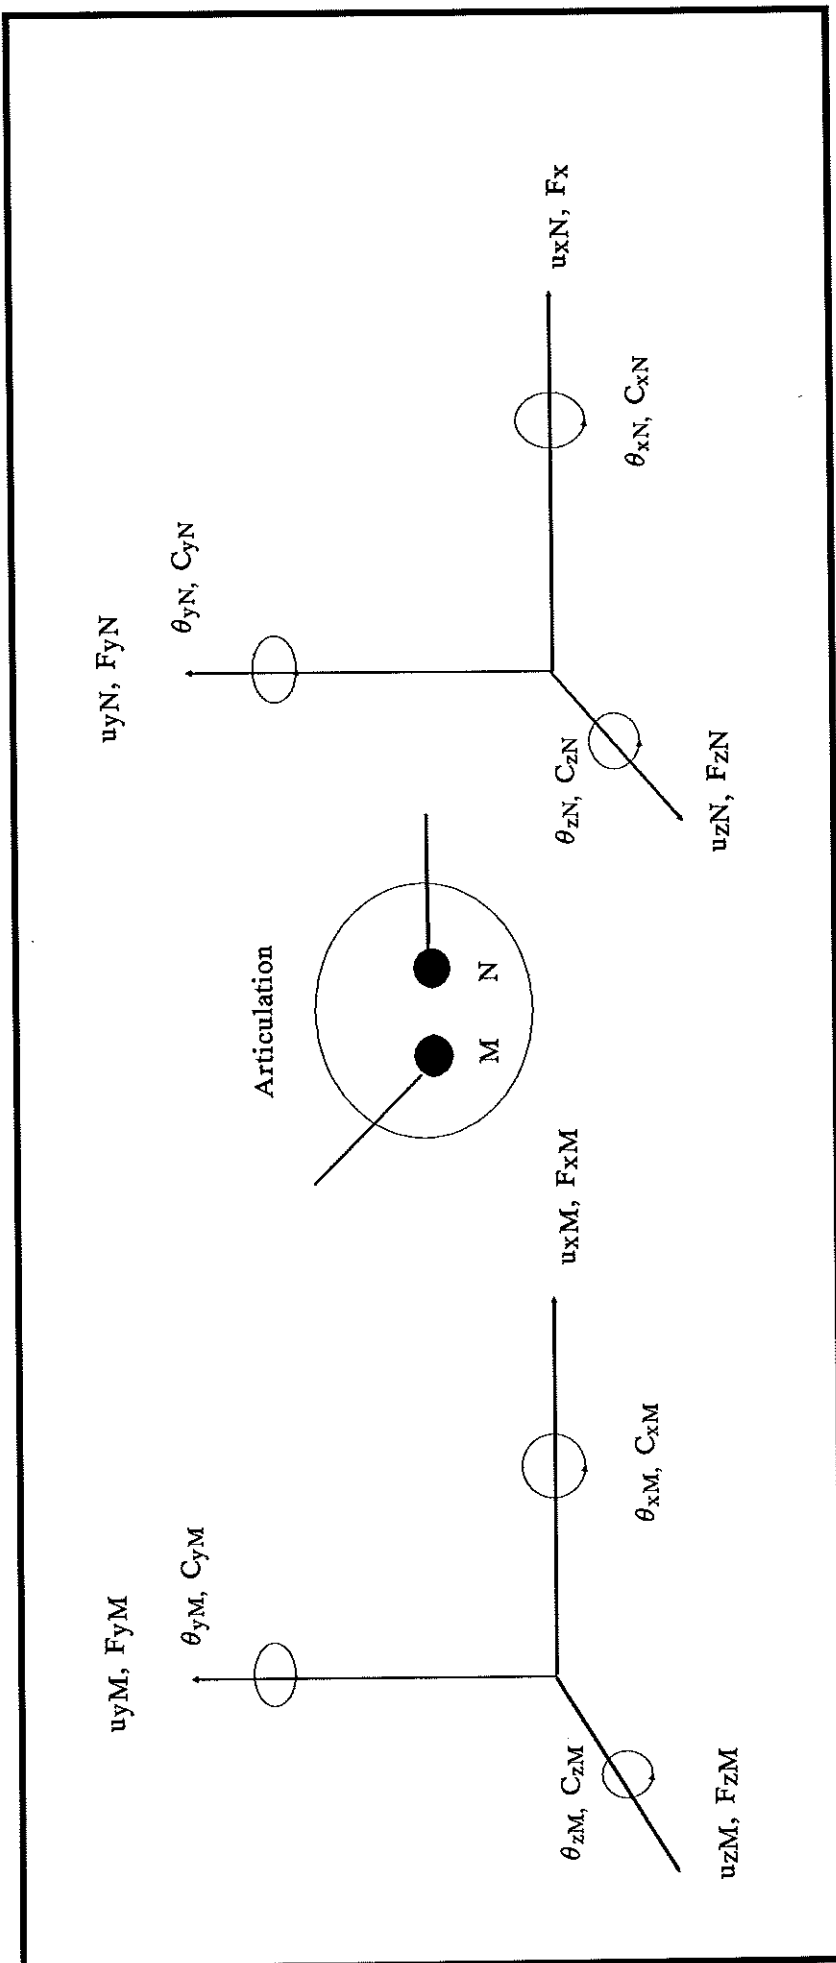 uyM, FyM
θyM, CyM
θzM, CzM
uzM, FzM
θxM, CxM
uxM, FxM
Articulation
M
N
uyN, FyN
θyN, CyN
θzN, CzN
uzN, FzN
θxN, CxN
uxN, Fx